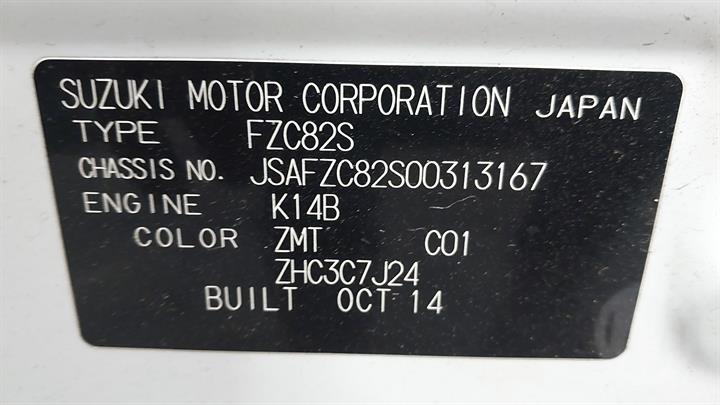 SUZUKI MOTOR CORPORATION JAPAN
TYPE FZC82S
CHASSIS NO. JSAFZC82S00313167
ENGINE K14B
COLOR ZMT C01
ZHC3C7J24
BUILT OCT 14